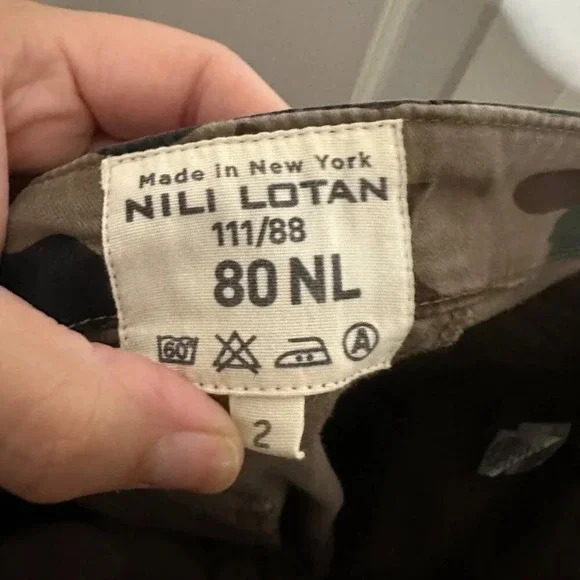 Made in New York
NILI LOTAN
111/88
80 NL
60 A
2